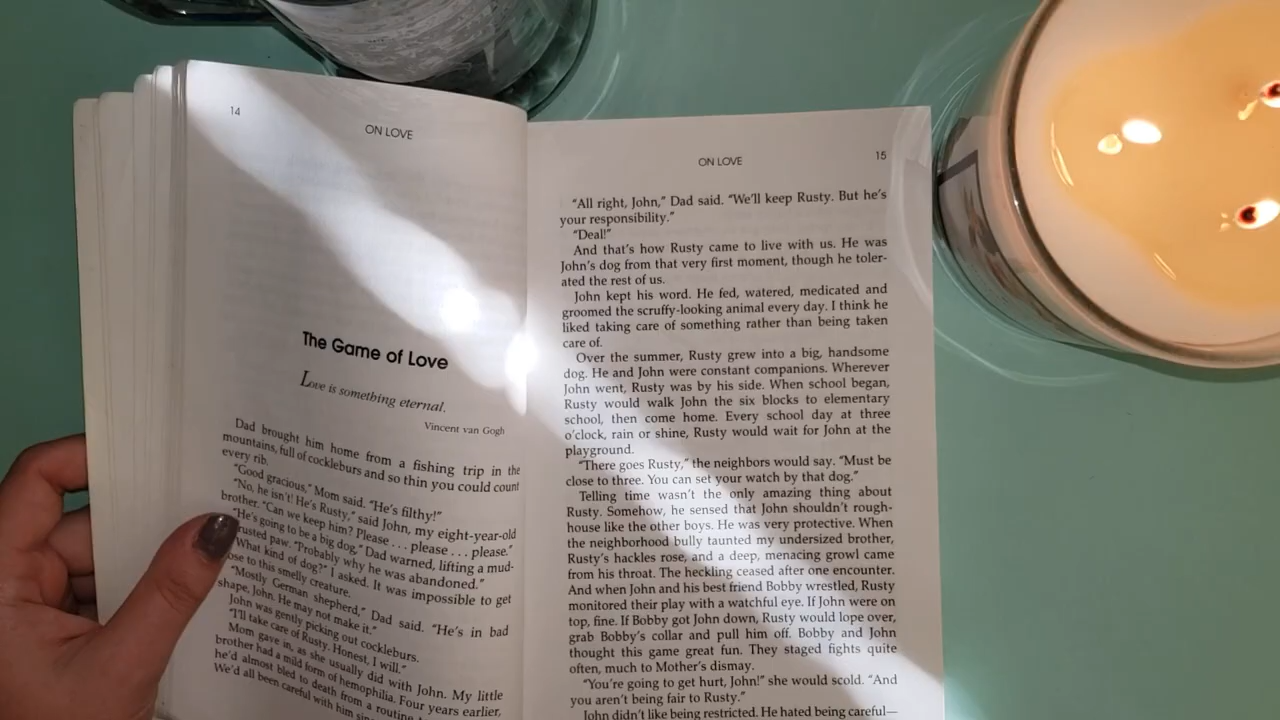 14
ON LOVE
The Game of Love
Love is something eternal.
Vincent van Gogh
Dad brought him home from a fishing trip in the
mountains, full of cockleburs and so thin you could count
every rib.
"Good gracious," Mom said. "He's filthy!"
"No, he isn't! He's Rusty," said John, my eight-year-old
brother. "Can we keep him? Please . . . please . . . please."
"He's going to be a big dog," Dad warned, lifting a mud-
rusted paw. "Probably why he was abandoned."
"What kind of dog?" I asked. It was impossible to get
ose to this smelly creature.
"Mostly German shepherd," Dad said. "He's in bad
shape, John. He may not make it."
John was gently picking out cockleburs.
"I'll take care of Rusty. Honest, I will."
Mom gave in, as she usually did with John. My little
brother had a mild form of hemophilia. Four years earlier,
he'd almost bled to death from a routine
We'd all been careful with him
ON LOVE
15
"All right, John," Dad said. "We'll keep Rusty. But he's
your responsibility."
"Deal!"
And that's how Rusty came to live with us. He was
John's dog from that very first moment, though he toler-
ated the rest of us.
John kept his word. He fed, watered, medicated and
groomed the scruffy-looking animal every day. I think he
liked taking care of something rather than being taken
care of.
Over the summer, Rusty grew into a big, handsome
dog. He and John were constant companions. Wherever
John went, Rusty was by his side. When school began,
Rusty would walk John the six blocks to elementary
school, then come home. Every school day at three
o'clock, rain or shine, Rusty would wait for John at the
playground.
"There goes Rusty," the neighbors would say. "Must be
close to three. You can set your watch by that dog."
Telling time wasn't the only amazing thing about
Rusty. Somehow, he sensed that John shouldn't rough-
house like the other boys. He was very protective. When
the neighborhood bully taunted my undersized brother,
Rusty's hackles rose, and a deep, menacing growl came
from his throat. The heckling ceased after one encounter.
And when John and his best friend Bobby wrestled, Rusty
monitored their play with a watchful eye. If John were on
top, fine. If Bobby got John down, Rusty would lope over,
grab Bobby's collar and pull him off. Bobby and John
thought this game great fun. They staged fights quite
often, much to Mother's dismay.
"You're going to get hurt, John!" she would scold. "And
you aren't being fair to Rusty."
John didn't like being restricted. He hated being careful—